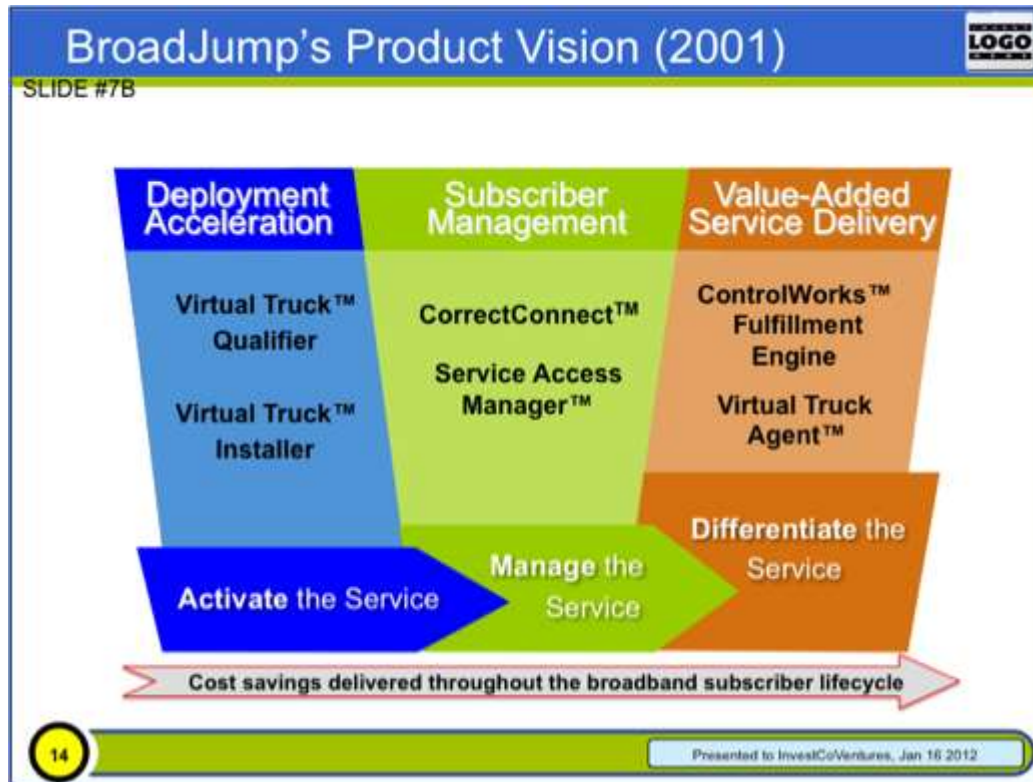 BroadJump's Product Vision (2001)
LOGO
SLIDE #7B
Deployment
Acceleration
Subscriber
Management
Value-Added
Service Delivery
Virtual Truck™
Qualifier
Virtual Truck™
Installer
CorrectConnect™
Service Access
Manager™
ControlWorks™
Fulfillment
Engine
Virtual Truck
Agent™
Activate the Service
Manage the
Service
Differentiate the
Service
Cost savings delivered throughout the broadband subscriber lifecycle
14
Presented to InvestCoVentures, Jan 16 2012